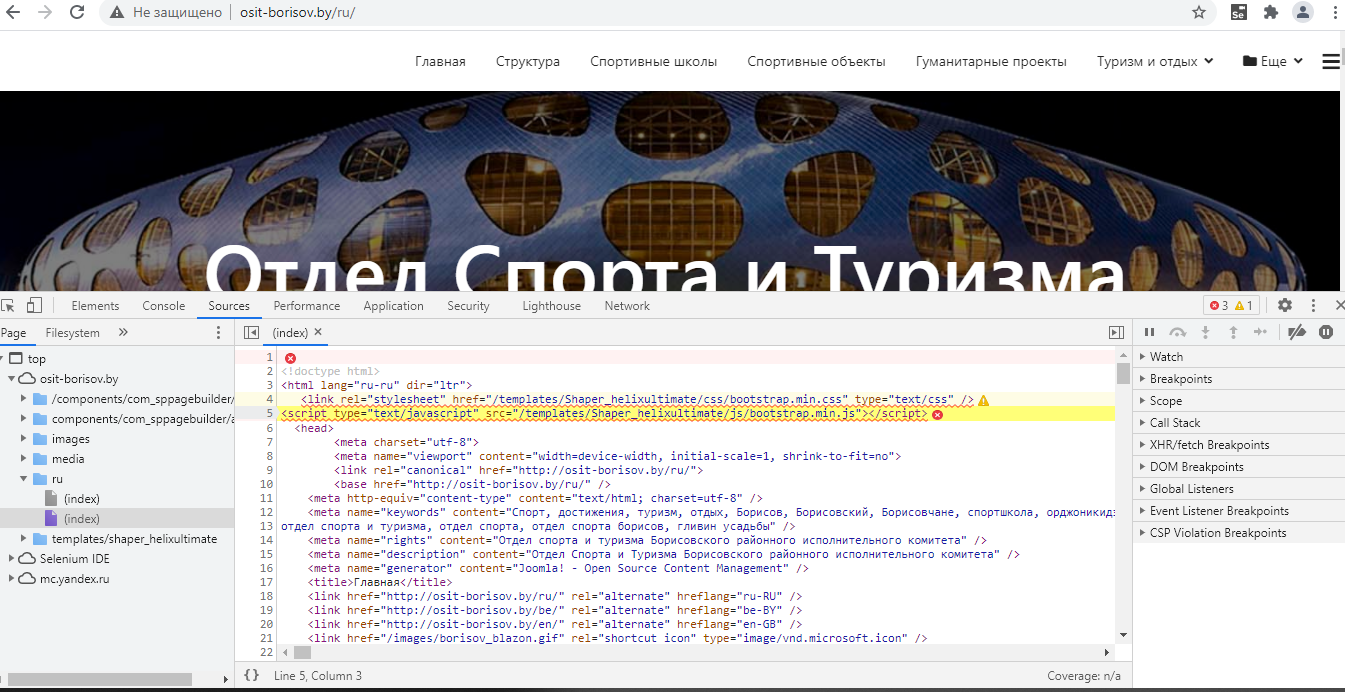 Не защищено osit-borisov.by/ru/ Se
Главная Структура Спортивные школы Спортивные объекты Гуманитарные проекты Туризм и отдых Еще
Отдел Спорта и Туризма
Elements Console Sources Performance Application Security Lighthouse Network 3 1
Page Filesystem (index)
top
osit-borisov.by
/components/com_sppagebuilder/
components/com_sppagebuilder/a
images
media
ru
(index)
(index)
templates/shaper_helixultimate
Selenium IDE
mc.yandex.ru
1
2 <!doctype html>
3 <html lang="ru-ru" dir="ltr">
4 <link rel="stylesheet" href="/templates/Shaper_helixultimate/css/bootstrap.min.css" type="text/css" />
5 <script type="text/javascript" src="/templates/Shaper_helixultimate/js/bootstrap.min.js"></script>
6 <head>
7 <meta charset="utf-8">
8 <meta name="viewport" content="width=device-width, initial-scale=1, shrink-to-fit=no">
9 <link rel="canonical" href="http://osit-borisov.by/ru/">
10 <base href="http://osit-borisov.by/ru/" />
11 <meta http-equiv="content-type" content="text/html; charset=utf-8" />
12 <meta name="keywords" content="Спорт, достижения, туризм, отдых, Борисов, Борисовский, Борисовчане, спортшкола, орджоникидз
13 отдел спорта и туризма, отдел спорта, отдел спорта борисов, гливин усадьбы" />
14 <meta name="rights" content="Отдел спорта и туризма Борисовского районного исполнительного комитета" />
15 <meta name="description" content="Отдел Спорта и Туризма Борисовского районного исполнительного комитета" />
16 <meta name="generator" content="Joomla! - Open Source Content Management" />
17 <title>Главная</title>
18 <link href="http://osit-borisov.by/ru/" rel="alternate" hreflang="ru-RU" />
19 <link href="http://osit-borisov.by/be/" rel="alternate" hreflang="be-BY" />
20 <link href="http://osit-borisov.by/en/" rel="alternate" hreflang="en-GB" />
21 <link href="/images/borisov_blazon.gif" rel="shortcut icon" type="image/vnd.microsoft.icon" />
22
{} Line 5, Column 3 Coverage: n/a
Watch
Breakpoints
Scope
Call Stack
XHR/fetch Breakpoints
DOM Breakpoints
Global Listeners
Event Listener Breakpoints
CSP Violation Breakpoints